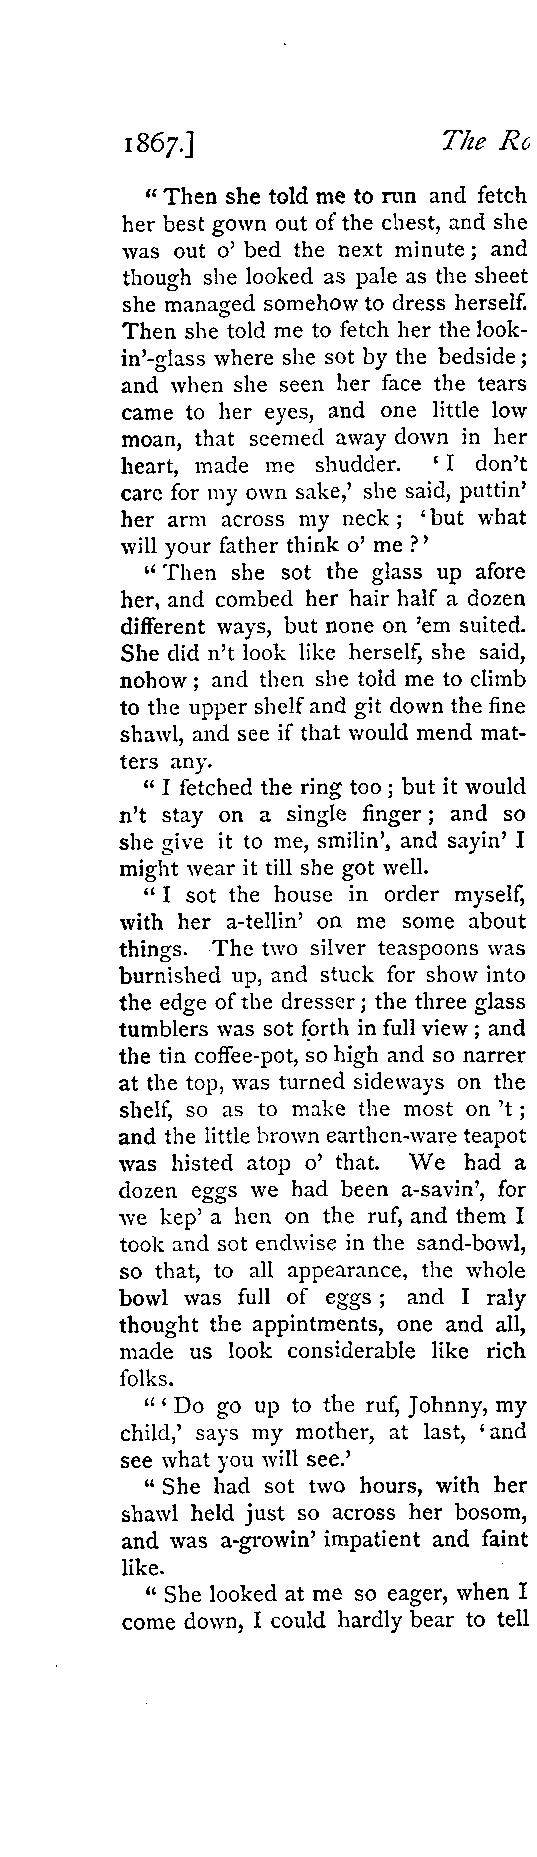 1867.] The Ro
“Then she told me to run and fetch
her best gown out of the chest, and she
was out o’ bed the next minute; and
though she looked as pale as the sheet
she managed somehow to dress herself.
Then she told me to fetch her the look-
in’-glass where she sot by the bedside;
and when she seen her face the tears
came to her eyes, and one little low
moan, that seemed away down in her
heart, made me shudder. ‘I don’t
care for my own sake,’ she said, puttin’
her arm across my neck; ‘but what
will your father think o’ me?’
“Then she sot the glass up afore
her, and combed her hair half a dozen
different ways, but none on ’em suited.
She did n’t look like herself, she said,
nohow; and then she told me to climb
to the upper shelf and git down the fine
shawl, and see if that would mend mat-
ters any.
“I fetched the ring too; but it would
n’t stay on a single finger; and so
she give it to me, smilin’, and sayin’ I
might wear it till she got well.
“I sot the house in order myself,
with her a-tellin’ on me some about
things. The two silver teaspoons was
burnished up, and stuck for show into
the edge of the dresser; the three glass
tumblers was sot forth in full view; and
the tin coffee-pot, so high and so narrer
at the top, was turned sideways on the
shelf, so as to make the most on ’t;
and the little brown earthen-ware teapot
was histed atop o’ that. We had a
dozen eggs we had been a-savin’, for
we kep’ a hen on the ruf, and them I
took and sot endwise in the sand-bowl,
so that, to all appearance, the whole
bowl was full of eggs; and I raly
thought the appintments, one and all,
made us look considerable like rich
folks.
“‘Do go up to the ruf, Johnny, my
child,’ says my mother, at last, ‘and
see what you will see.’
“She had sot two hours, with her
shawl held just so across her bosom,
and was a-growin’ impatient and faint
like.
“She looked at me so eager, when I
come down, I could hardly bear to tell